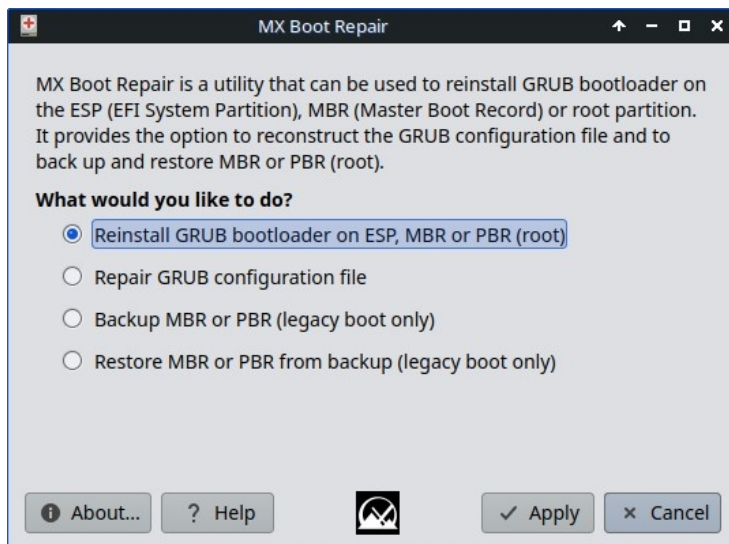 MX Boot Repair
MX Boot Repair is a utility that can be used to reinstall GRUB bootloader on
the ESP (EFI System Partition), MBR (Master Boot Record) or root partition.
It provides the option to reconstruct the GRUB configuration file and to
back up and restore MBR or PBR (root).
What would you like to do?
Reinstall GRUB bootloader on ESP, MBR or PBR (root)
Repair GRUB configuration file
Backup MBR or PBR (legacy boot only)
Restore MBR or PBR from backup (legacy boot only)
About... ? Help Apply Cancel